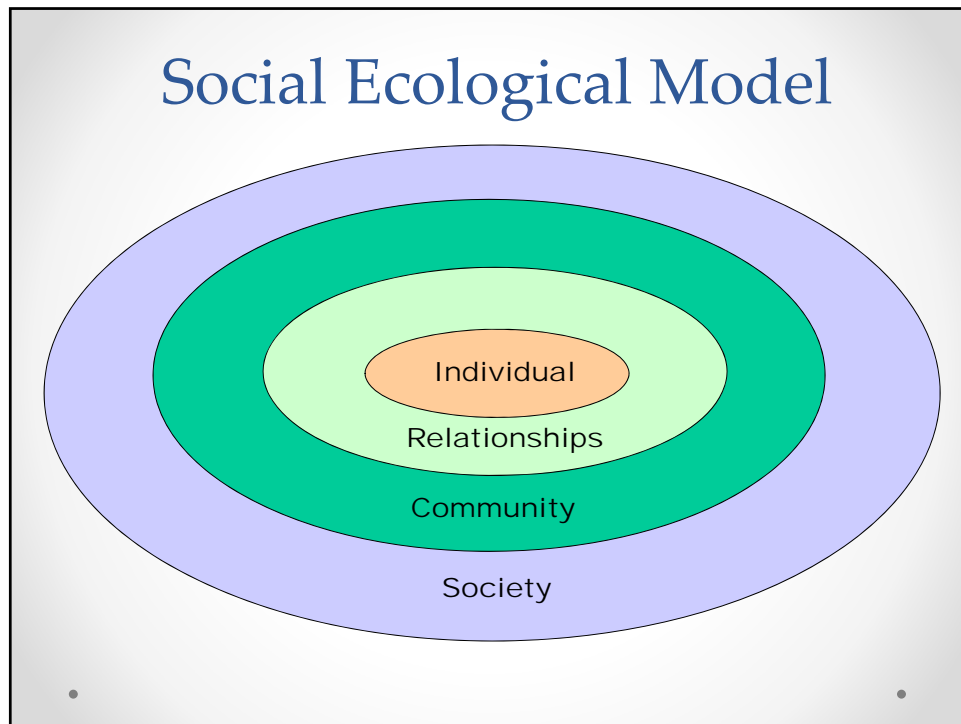 Social Ecological Model
Individual
Relationships
Community
Society